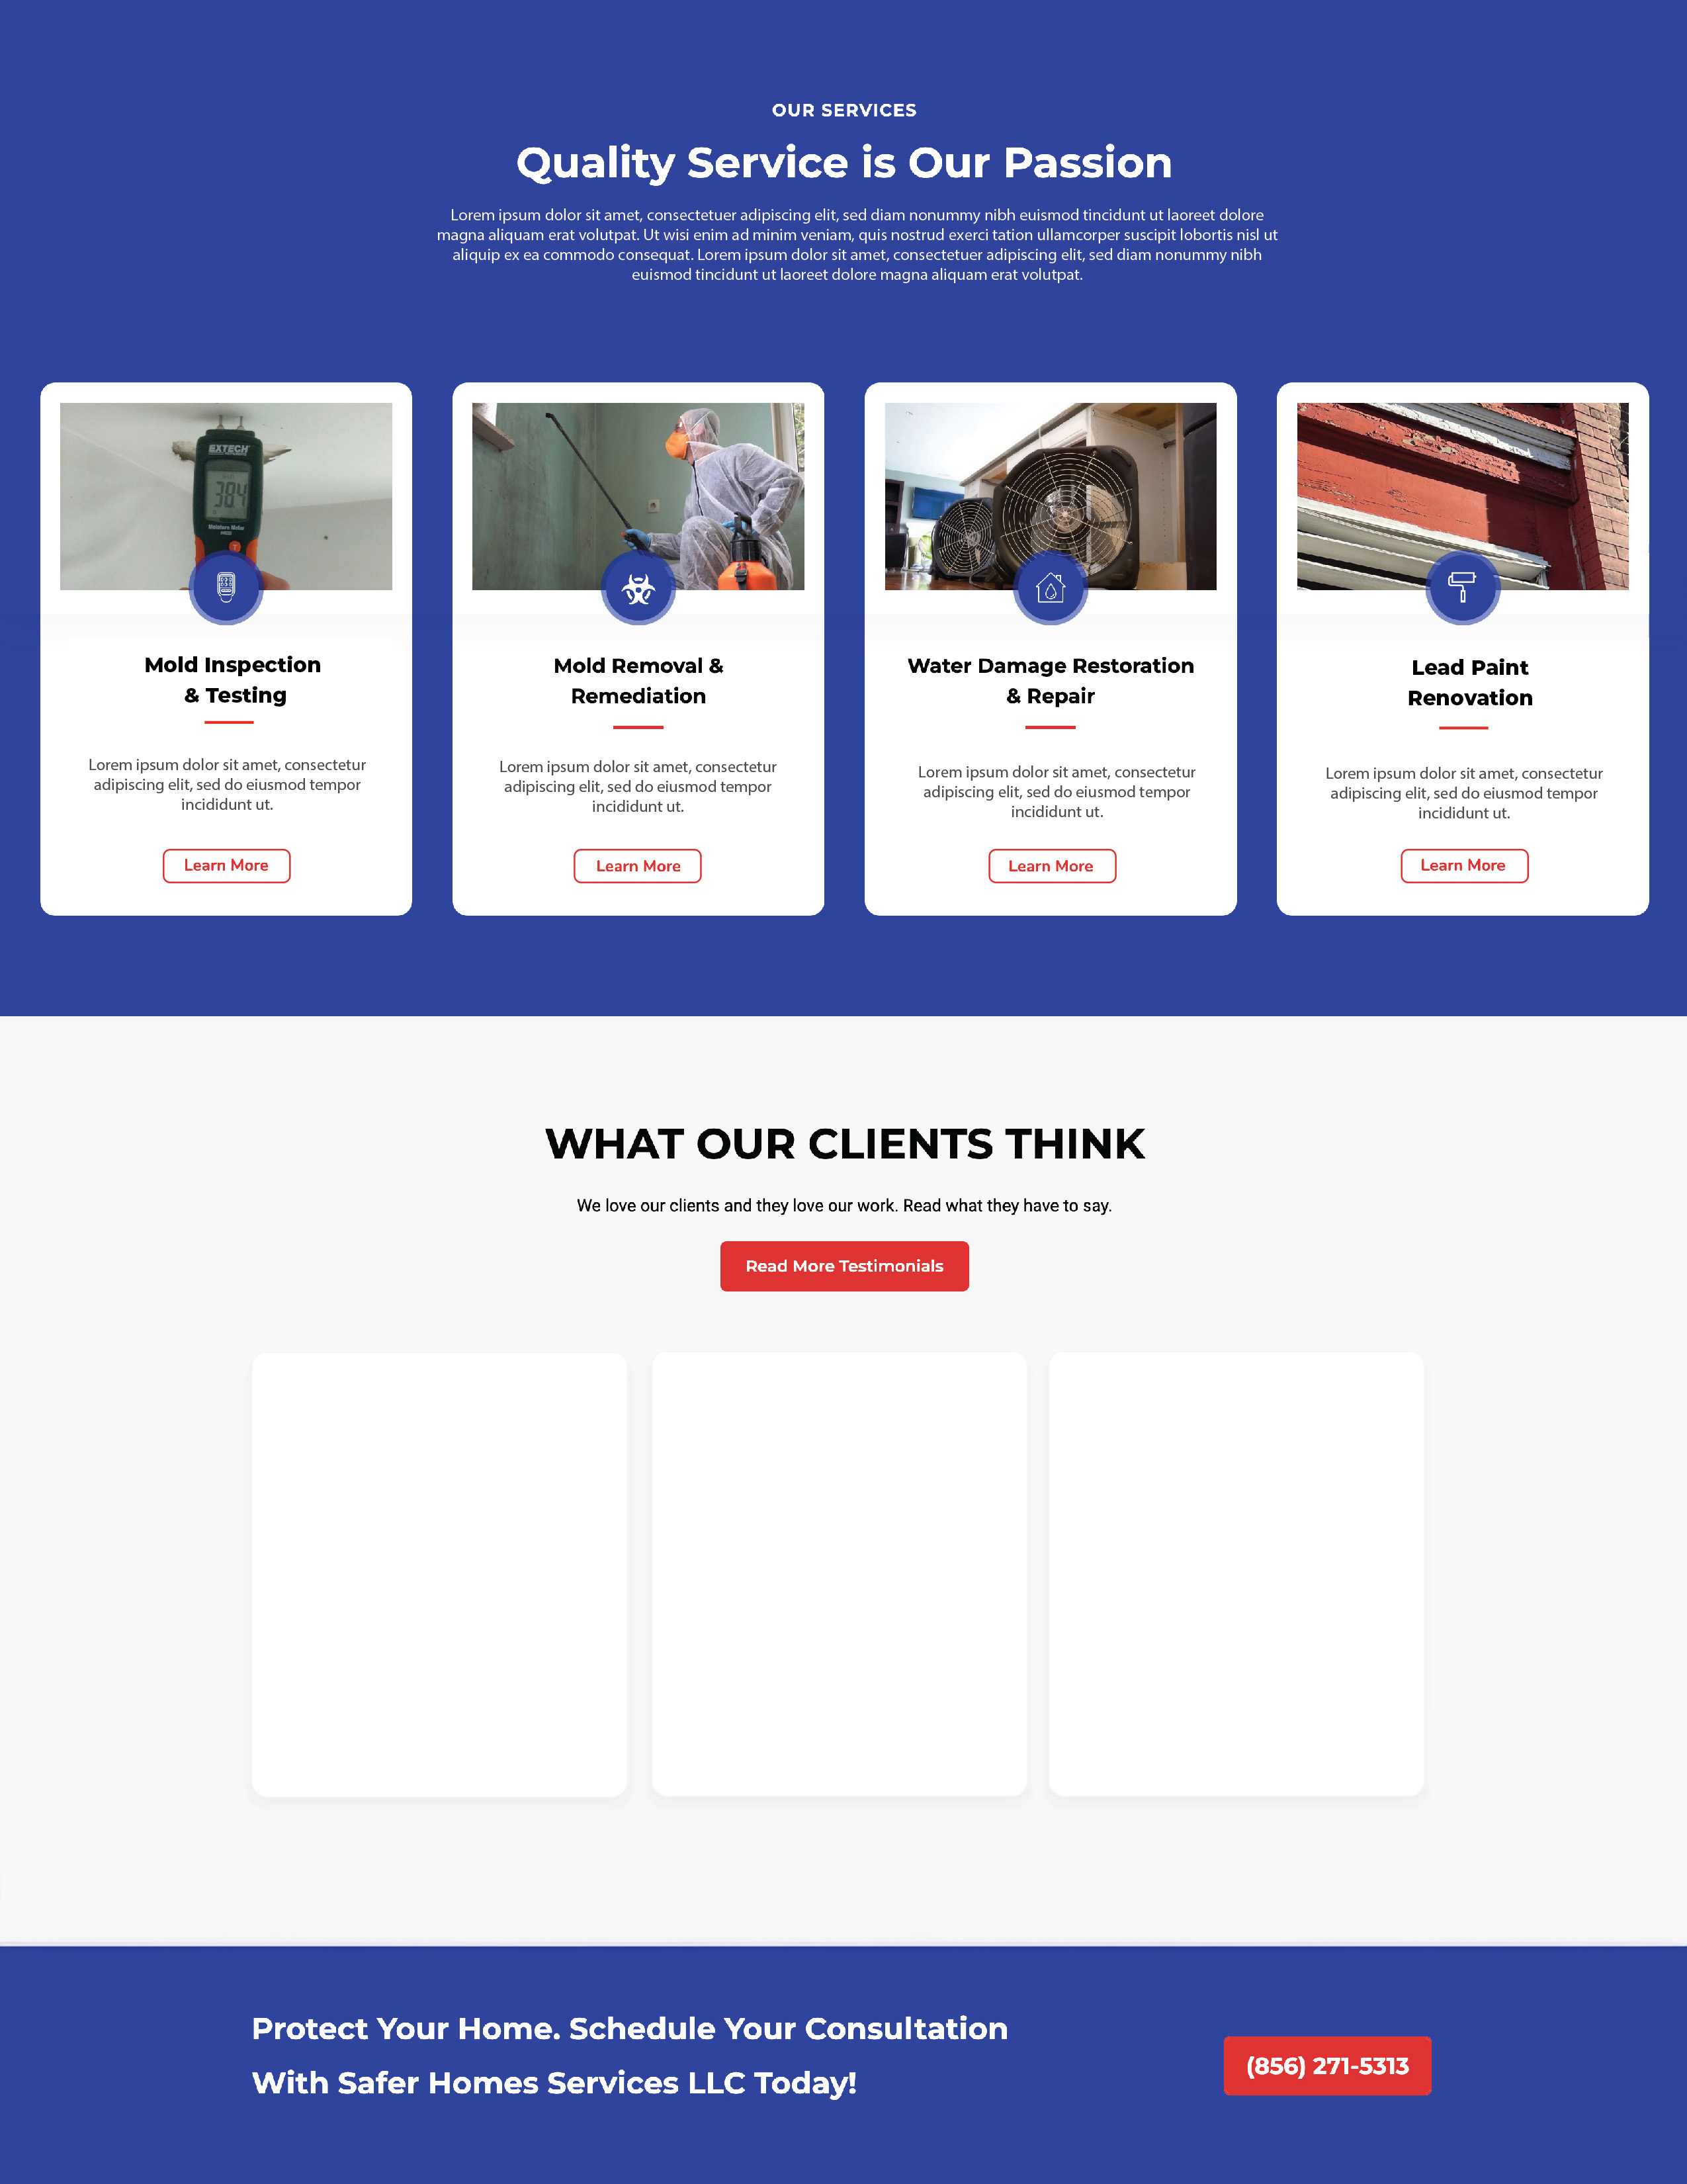 OUR SERVICES
Quality Service is Our Passion
Lorem ipsum dolor sit amet, consectetuer adipiscing elit, sed diam nonummy nibh euismod tincidunt ut laoreet dolore
magna aliquam erat volutpat. Ut wisi enim ad minim veniam, quis nostrud exerci tation ullamcorper suscipit lobortis nisl ut
aliquip ex ea commodo consequat. Lorem ipsum dolor sit amet, consectetuer adipiscing elit, sed diam nonummy nibh
euismod tincidunt ut laoreet dolore magna aliquam erat volutpat.
EXTECH
384
Moisture Meter
Mold Inspection
& Testing
Lorem ipsum dolor sit amet, consectetur
adipiscing elit, sed do eiusmod tempor
incididunt ut.
Learn More
Mold Removal &
Remediation
Lorem ipsum dolor sit amet, consectetur
adipiscing elit, sed do eiusmod tempor
incididunt ut.
Learn More
Water Damage Restoration
& Repair
Lorem ipsum dolor sit amet, consectetur
adipiscing elit, sed do eiusmod tempor
incididunt ut.
Learn More
Lead Paint
Renovation
Lorem ipsum dolor sit amet, consectetur
adipiscing elit, sed do eiusmod tempor
incididunt ut.
Learn More
WHAT OUR CLIENTS THINK
We love our clients and they love our work. Read what they have to say.
Read More Testimonials
Protect Your Home. Schedule Your Consultation
With Safer Homes Services LLC Today!
(856) 271-5313